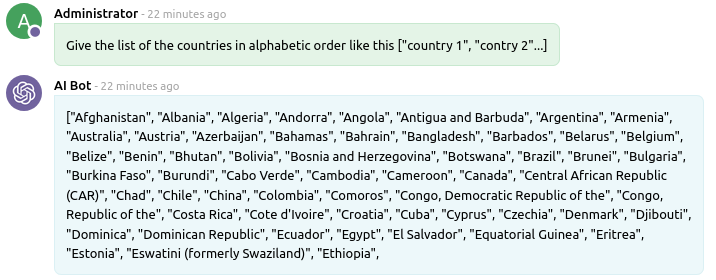 Administrator - 22 minutes ago
Give the list of the countries in alphabetic order like this ["country 1", "contry 2"...]
AI Bot - 22 minutes ago
["Afghanistan", "Albania", "Algeria", "Andorra", "Angola", "Antigua and Barbuda", "Argentina", "Armenia",
"Australia", "Austria", "Azerbaijan", "Bahamas", "Bahrain", "Bangladesh", "Barbados", "Belarus", "Belgium",
"Belize", "Benin", "Bhutan", "Bolivia", "Bosnia and Herzegovina", "Botswana", "Brazil", "Brunei", "Bulgaria",
"Burkina Faso", "Burundi", "Cabo Verde", "Cambodia", "Cameroon", "Canada", "Central African Republic
(CAR)", "Chad", "Chile", "China", "Colombia", "Comoros", "Congo, Democratic Republic of the", "Congo,
Republic of the", "Costa Rica", "Cote d'Ivoire", "Croatia", "Cuba", "Cyprus", "Czechia", "Denmark", "Djibouti",
"Dominica", "Dominican Republic", "Ecuador", "Egypt", "El Salvador", "Equatorial Guinea", "Eritrea",
"Estonia", "Eswatini (formerly Swaziland)", "Ethiopia",